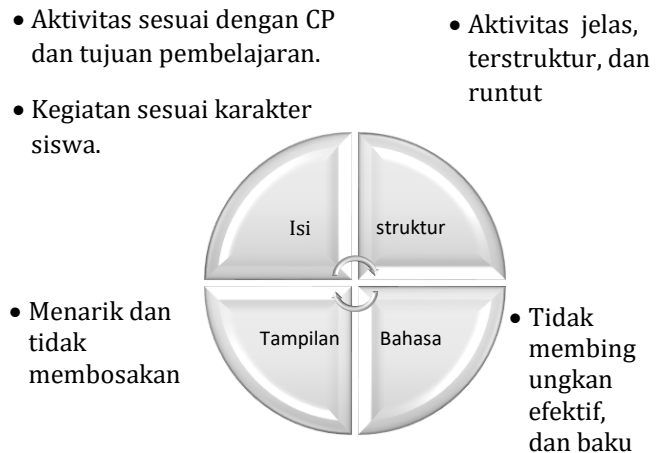 • Aktivitas sesuai dengan CP
dan tujuan pembelajaran.
• Kegiatan sesuai karakter
siswa.
• Aktivitas jelas,
terstruktur, dan
runtut
Isi
struktur
Tampilan
Bahasa
• Menarik dan
tidak
membosakan
• Tidak
membing
ungkan
efektif,
dan baku